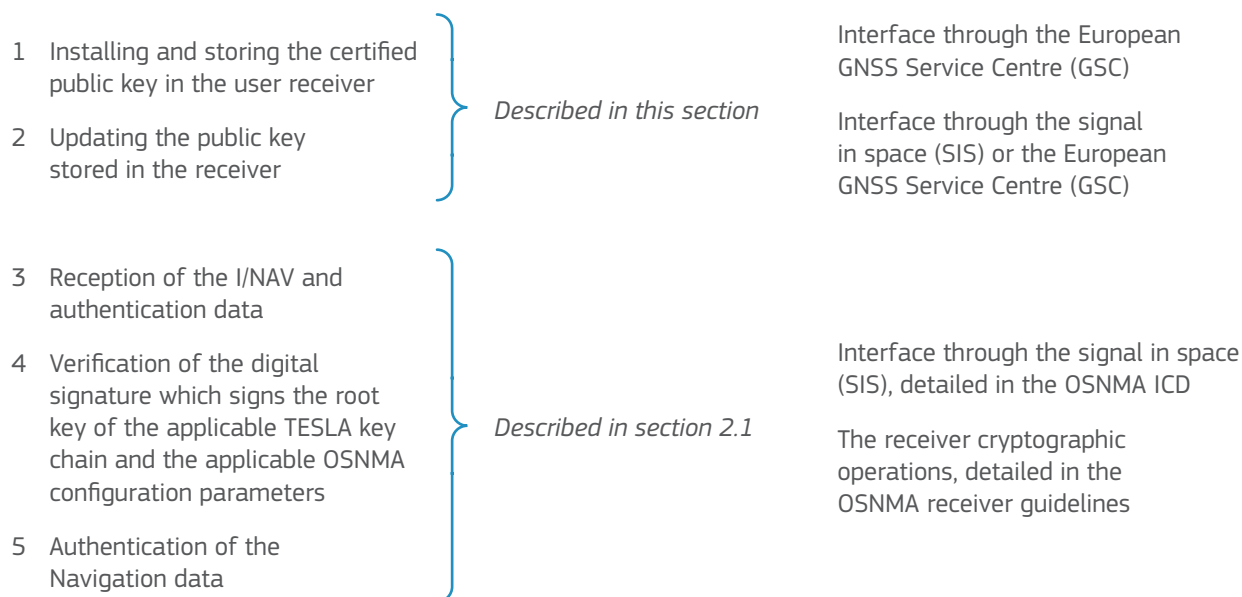 1 Installing and storing the certified
public key in the user receiver
2 Updating the public key
stored in the receiver
Described in this section
Interface through the European
GNSS Service Centre (GSC)
Interface through the signal
in space (SIS) or the European
GNSS Service Centre (GSC)
3 Reception of the I/NAV and
authentication data
4 Verification of the digital
signature which signs the root
key of the applicable TESLA key
chain and the applicable OSNMA
configuration parameters
5 Authentication of the
Navigation data
Described in section 2.1
Interface through the signal in space
(SIS), detailed in the OSNMA ICD
The receiver cryptographic
operations, detailed in the
OSNMA receiver guidelines